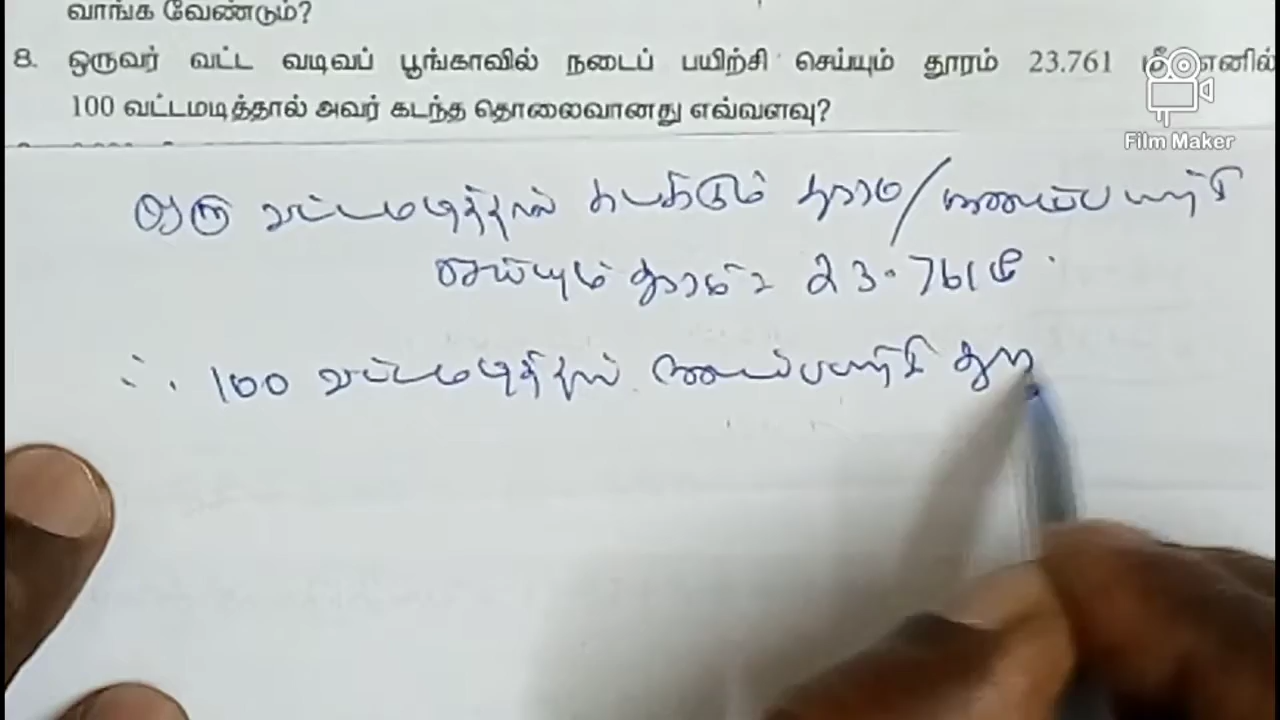 வாங்க வேண்டும்?
8. ஒருவர் வட்ட வடிவப் பூங்காவில் நடைப் பயிற்சி செய்யும் தூரம் 23.761 மீ எனில்
100 வட்டமடித்தால் அவர் கடந்த தொலைவானது எவ்வளவு?
Film Maker
ஒரு வட்டமடித்தால் தூரம் / நடைப்பயிற்சி
செய்யும் தூரம் = 23.761 மீ.
∴ 100 வட்டமடித்தால் நடைப்பயிற்சி தூர